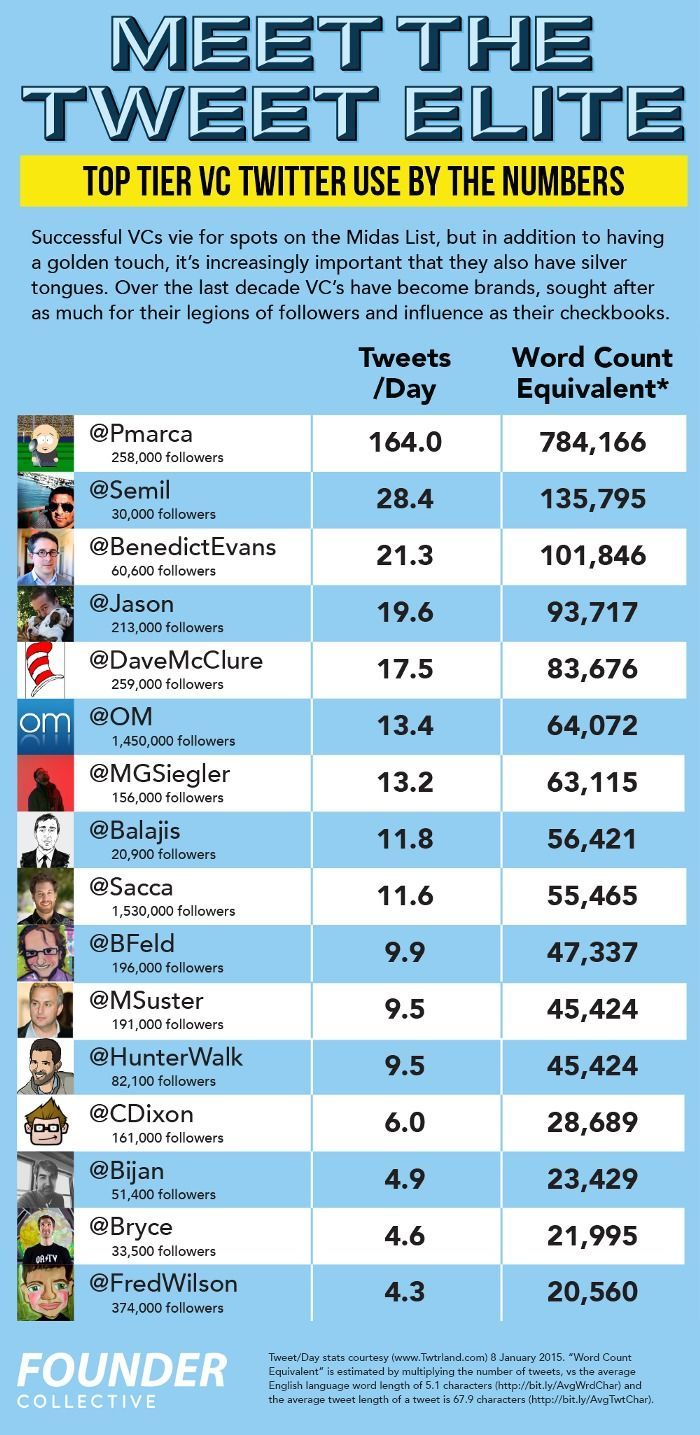 MEET THE
TWEET ELITE
TOP TIER VC TWITTER USE BY THE NUMBERS
Successful VCs vie for spots on the Midas List, but in addition to having
a golden touch, it's increasingly important that they also have silver
tongues. Over the last decade VC's have become brands, sought after
as much for their legions of followers and influence as their checkbooks.
Tweets Word Count
/Day Equivalent*
@Pmarca
258,000 followers
164.0
784,166
@Semil
30,000 followers
28.4
135,795
@BenedictEvans
60,600 followers
21.3
101,846
@Jason
213,000 followers
19.6
93,717
@DaveMcClure
259,000 followers
17.5
83,676
om
@OM
1,450,000 followers
13.4
64,072
@MGSiegler
156,000 followers
13.2
63,115
@Balajis
20,900 followers
11.8
56,421
@Sacca
1,530,000 followers
11.6
55,465
@BFeld
196,000 followers
9.9
47,337
@MSuster
191,000 followers
9.5
45,424
@HunterWalk
82,100 followers
9.5
45,424
@CDixon
161,000 followers
6.0
28,689
@Bijan
51,400 followers
4.9
23,429
@Bryce
33,500 followers
4.6
21,995
@FredWilson
374,000 followers
4.3
20,560
FOUNDER
COLLECTIVE
Tweet/Day stats courtesy (www.Twtrland.com) 8 January 2015. "Word Count
Equivalent" is estimated by multiplying the number of tweets, vs the average
English language word length of 5.1 characters (http://bit.ly/AvgWrdChar) and
the average tweet length of a tweet is 67.9 characters (http://bit.ly/AvgTwtChar).